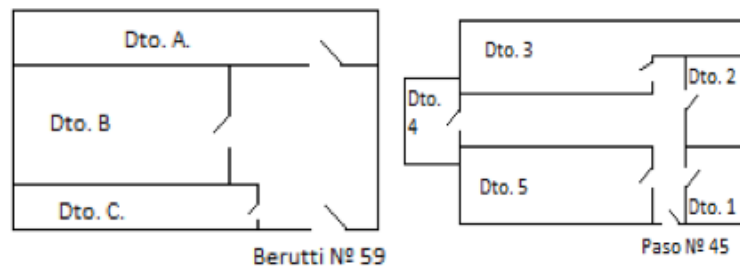 Dto. A.
Dto. B
Dto. C.
Berutti Nº 59
Dto. 3
Dto. 2
Dto.
4
Dto. 5
Dto. 1
Paso Nº 45